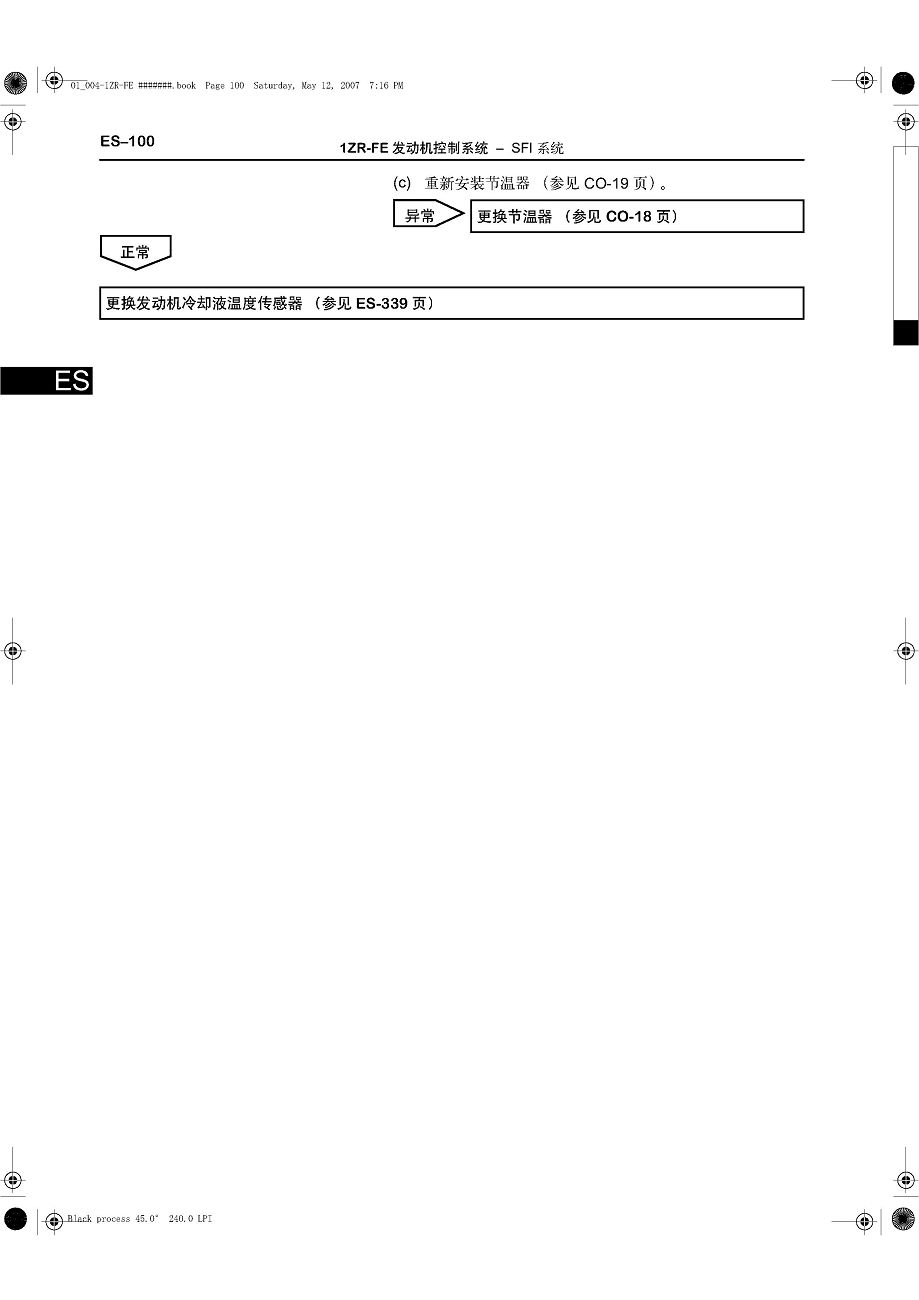 01_004-1ZR-FE #######.book Page 100 Saturday, May 12, 2007 7:16 PM
ES–100
1ZR-FE 发动机控制系统 – SFI 系统
(c) 重新安装节温器 （参见 CO-19 页）。
异常
更换节温器 （参见 CO-18 页）
正常
更换发动机冷却液温度传感器 （参见 ES-339 页）
ES
Black process 45.0° 240.0 LPI